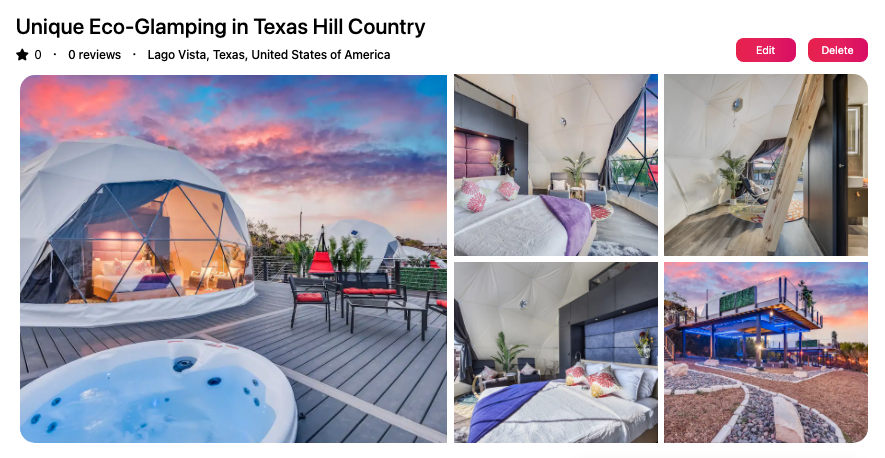 Unique Eco-Glamping in Texas Hill Country
0 · 0 reviews · Lago Vista, Texas, United States of America
Edit
Delete